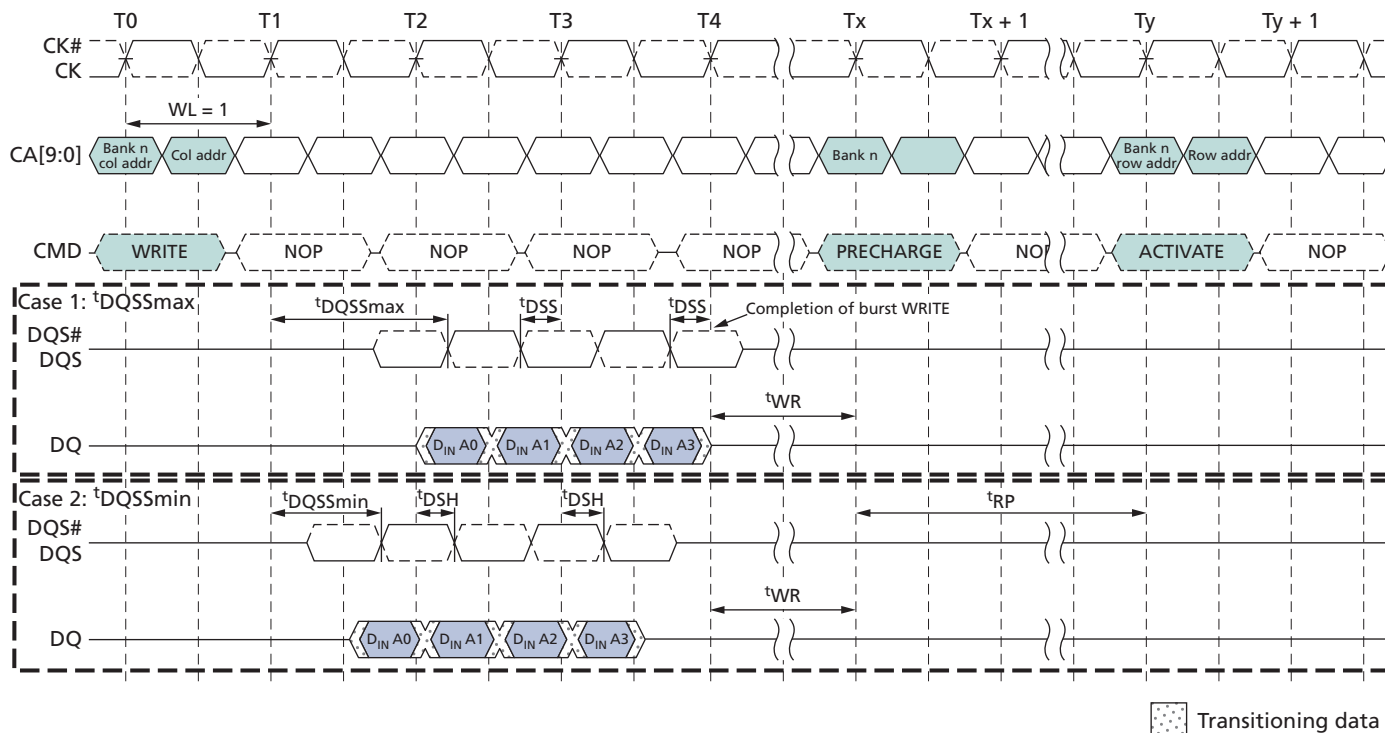 T0 T1 T2 T3 T4 Tx Tx + 1 Ty Ty + 1
CK#
CK
WL = 1
CA[9:0] Bank n col addr Col addr Bank n Bank n row addr Row addr
CMD WRITE NOP NOP NOP NOP PRECHARGE NOP ACTIVATE NOP
Case 1: tDQSSmax
tDQSSmax tDSS tDSS Completion of burst WRITE
DQS#
DQS
tWR
DQ DIN A0 DIN A1 DIN A2 DIN A3
Case 2: tDQSSmin
tDQSSmin tDSH tDSH tRP
DQS#
DQS
tWR
DQ DIN A0 DIN A1 DIN A2 DIN A3
Transitioning data